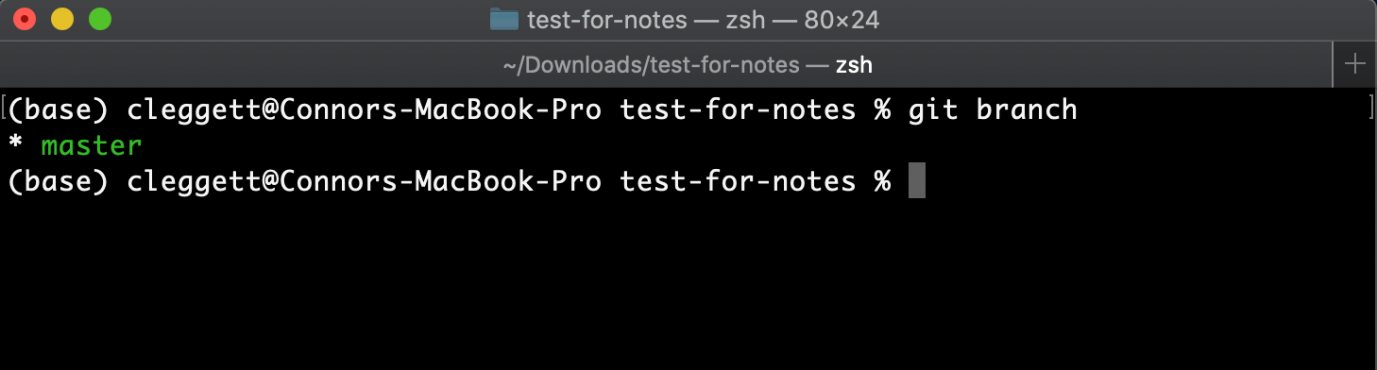 test-for-notes — zsh — 80×24
~/Downloads/test-for-notes — zsh
(base) cleggett@Connors-MacBook-Pro test-for-notes % git branch
* master
(base) cleggett@Connors-MacBook-Pro test-for-notes %